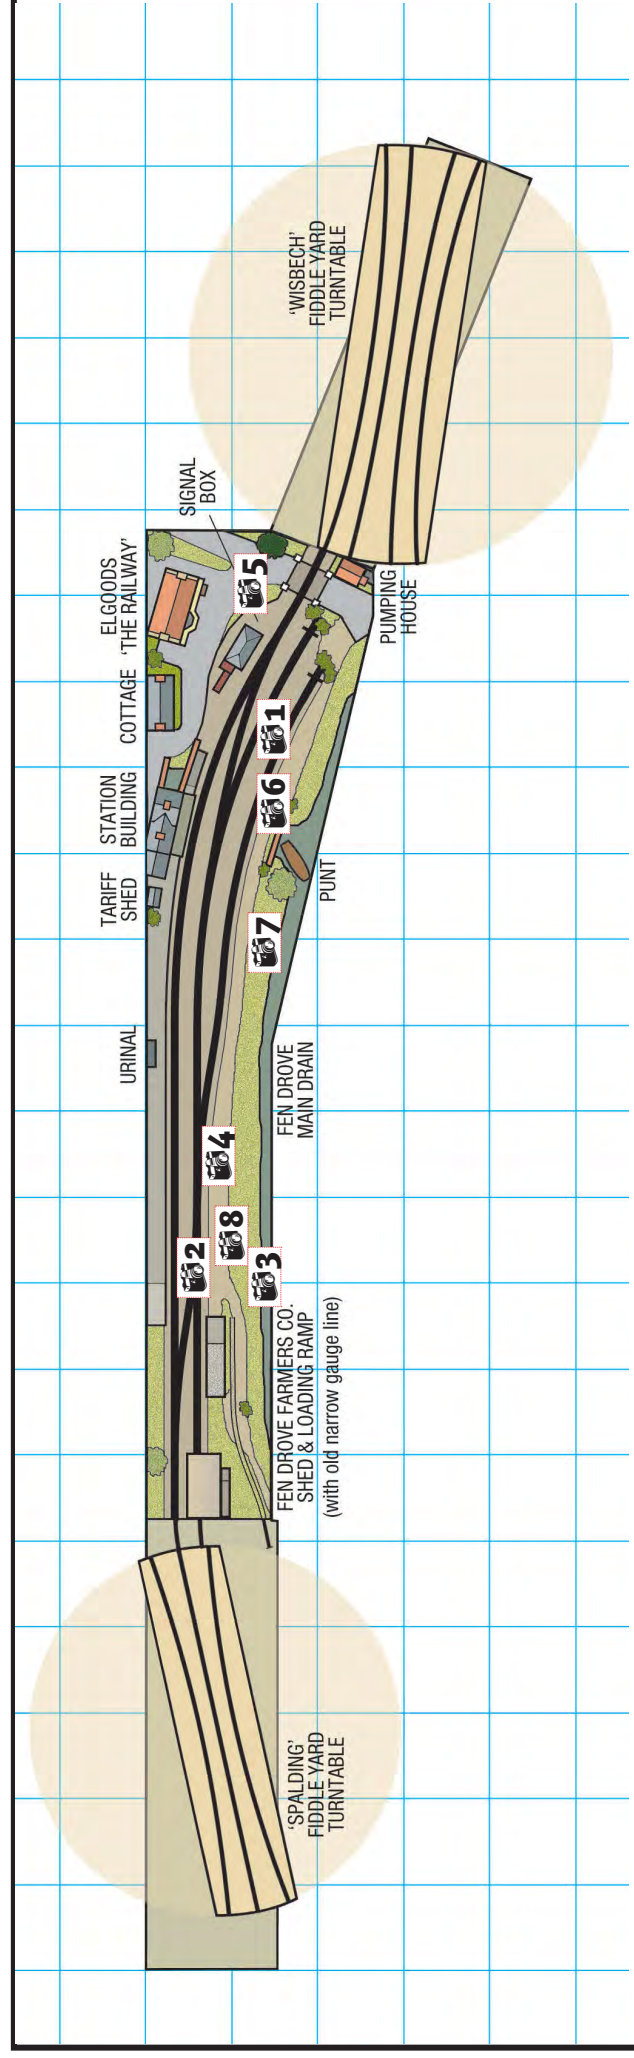 'SPALDING'
FIDDLE YARD
TURNTABLE
FEN DROVE FARMERS CO.
SHED & LOADING RAMP
(with old narrow gauge line)
2
3
8
4
URINAL
FEN DROVE
MAIN DRAIN
7
TARIFF
SHED
STATION
BUILDING
PUNT
6
1
COTTAGE
ELGOODS
'THE RAILWAY'
5
SIGNAL
BOX
PUMPING
HOUSE
'WISBECH'
FIDDLE YARD
TURNTABLE